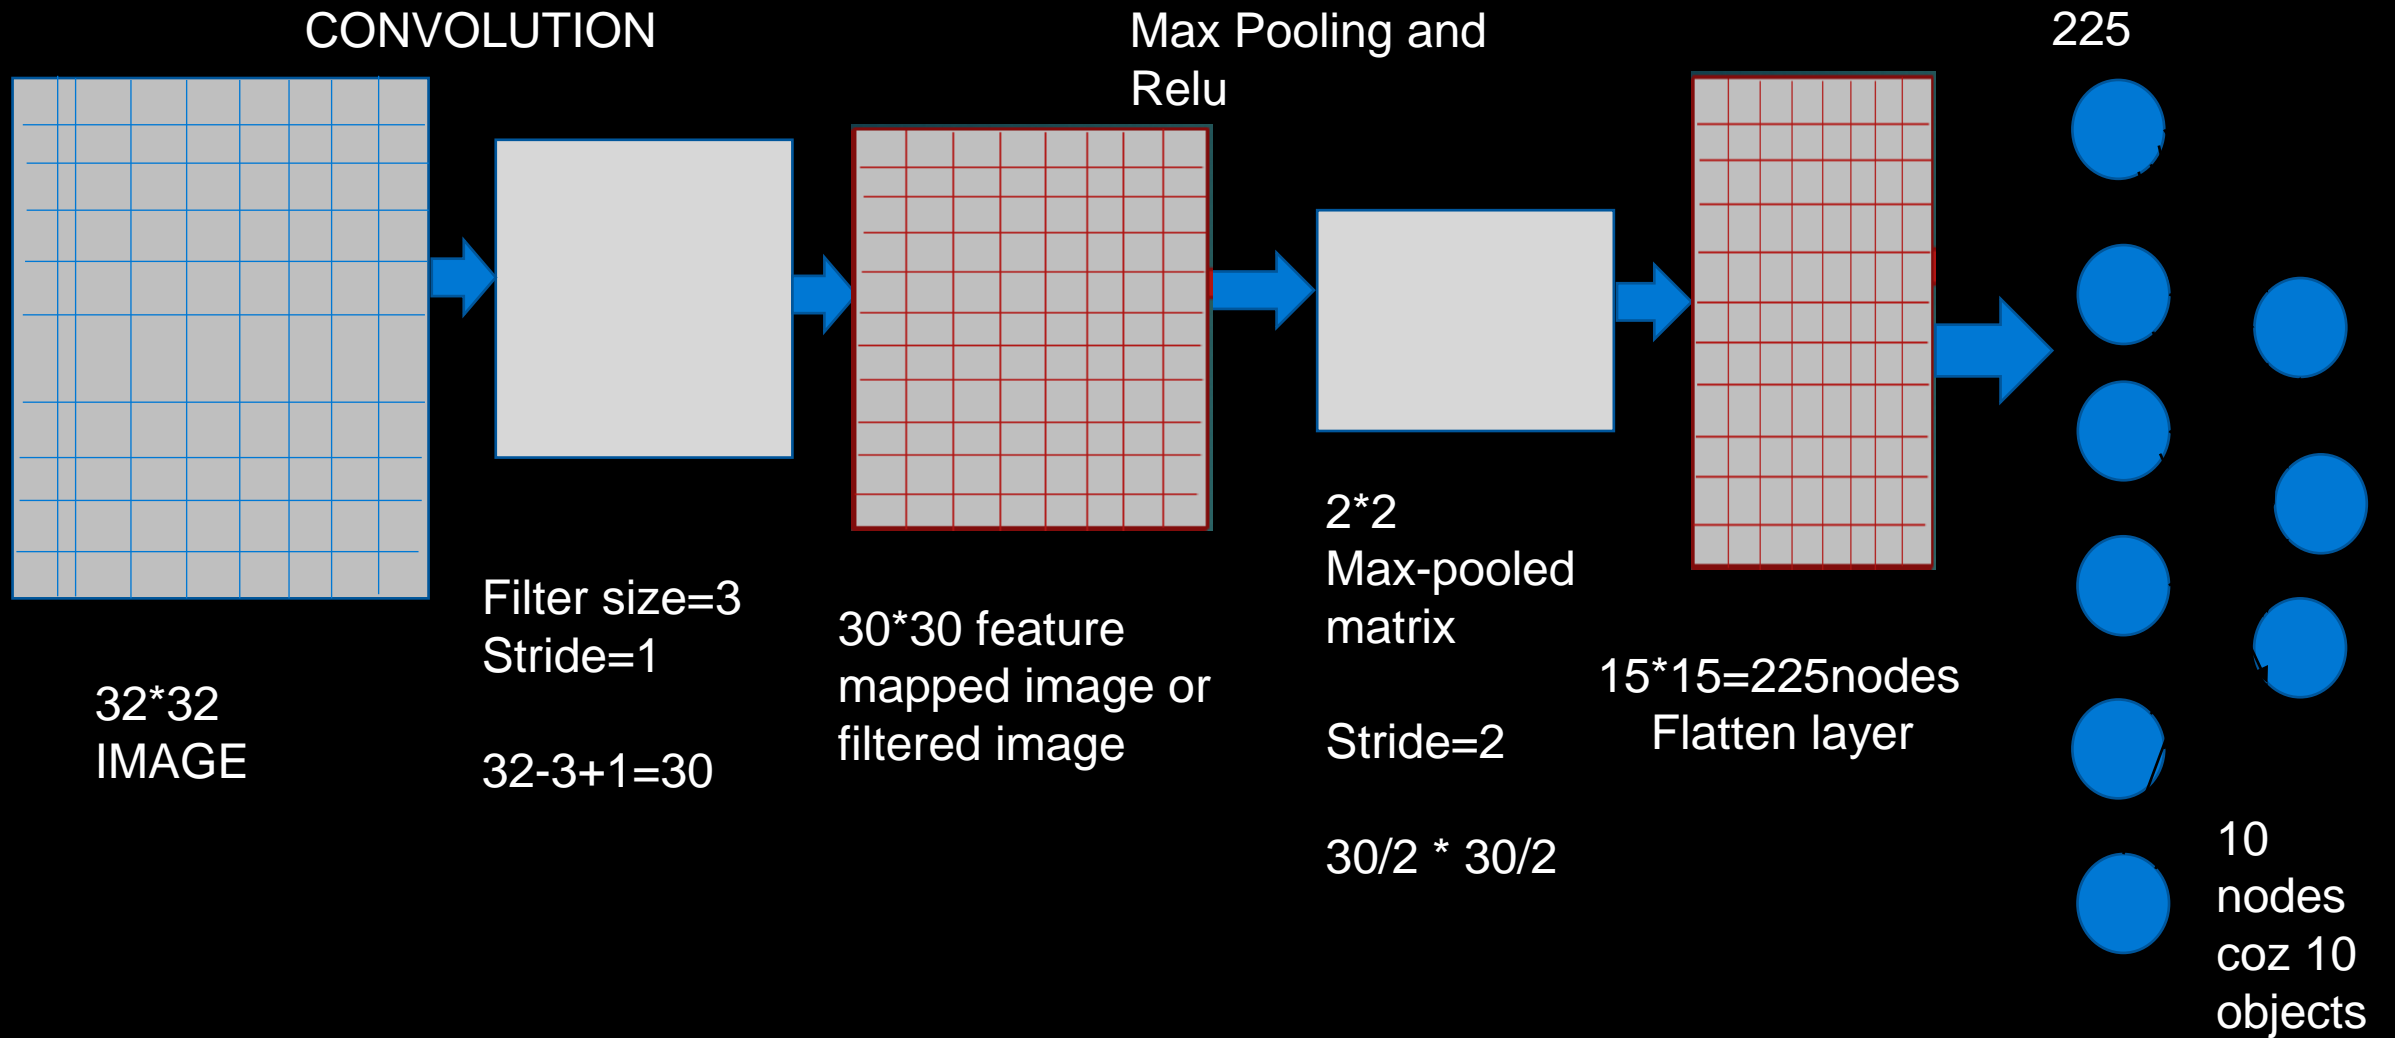 CONVOLUTION
Max Pooling and
Relu
225
32*32
IMAGE
Filter size=3
Stride=1
32-3+1=30
30*30 feature
mapped image or
filtered image
2*2
Max-pooled
matrix
Stride=2
30/2 * 30/2
15*15=225nodes
Flatten layer
10
nodes
coz 10
objects